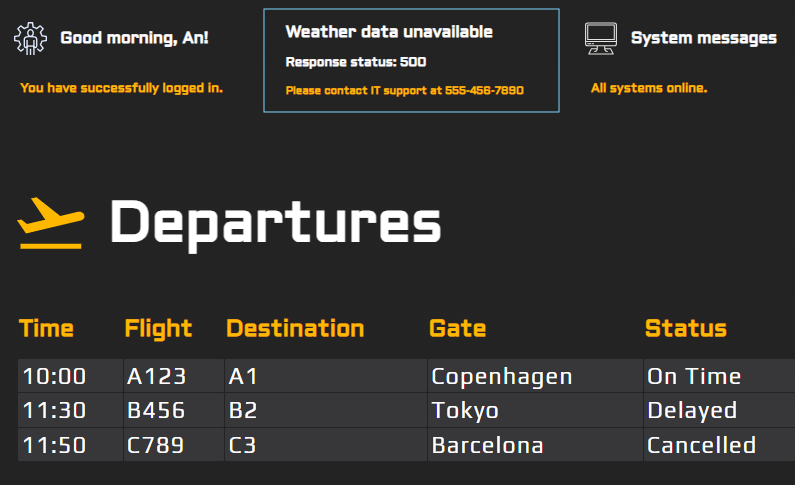 Good morning, An!
You have successfully logged in.
Weather data unavailable
Response status: 500
Please contact IT support at 555-456-7890
System messages
All systems online.
Departures
Time Flight Destination Gate Status
10:00 A123 A1 Copenhagen On Time
11:30 B456 B2 Tokyo Delayed
11:50 C789 C3 Barcelona Cancelled